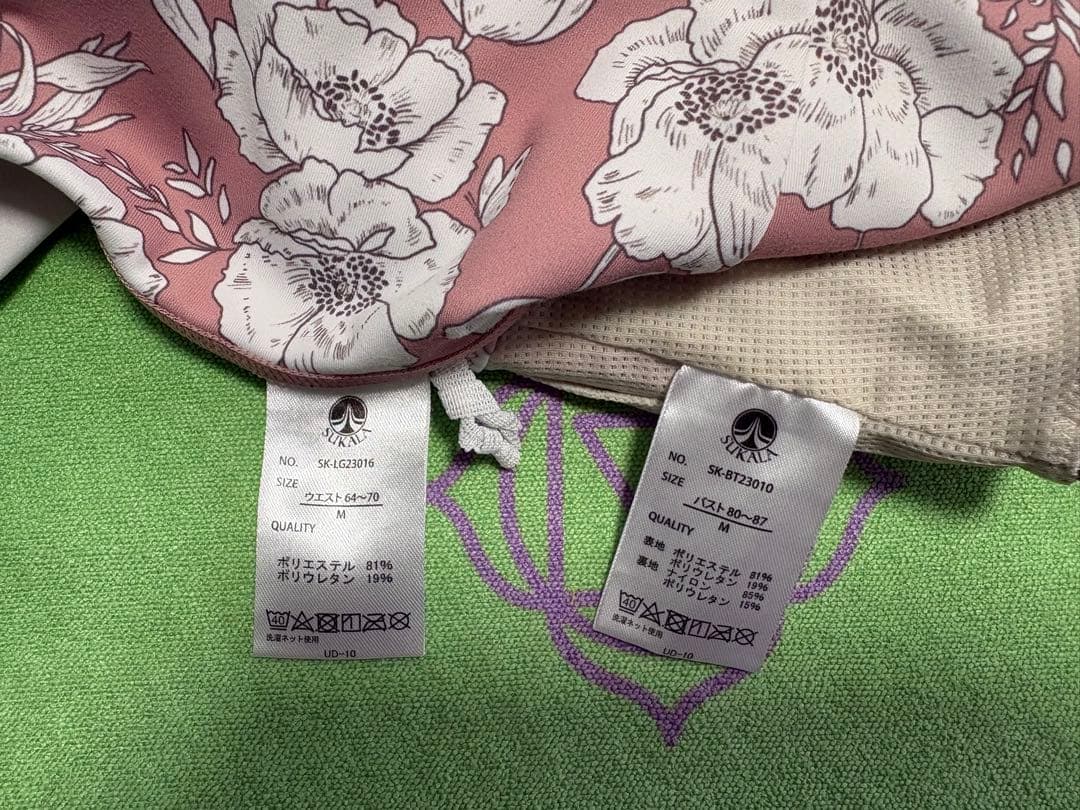 SUKALA
NO. SK-LG23016
SIZE
ウエスト 64〜70
M
QUALITY
ポリエステル 81%
ポリウレタン 19%
40
洗濯ネット使用
UD-10
SUKALA
NO. SK-BT23010
SIZE
バスト 80〜87
M
QUALITY
表地 ポリエステル 81%
ポリウレタン 19%
裏地 ナイロン 85%
ポリウレタン 15%
40
洗濯ネット使用
UD-10